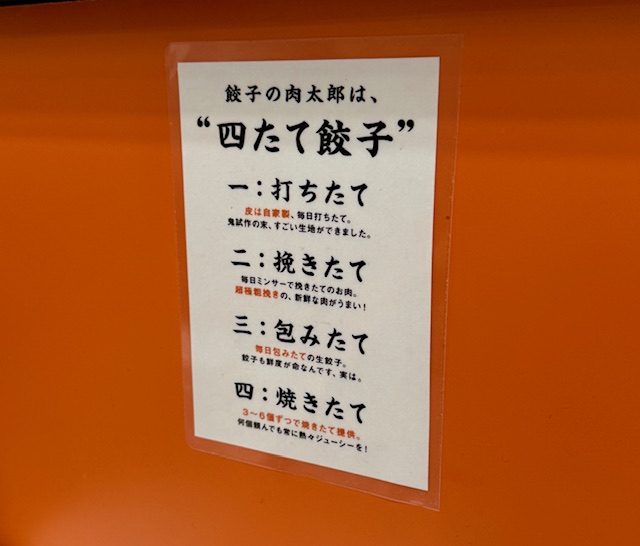 餃子の肉太郎は、
“四たて餃子”
一：打ちたて
皮は自家製、毎日打ちたて。
鬼試作の末、すごい生地ができました。
二：挽きたて
毎日ミンサーで挽きたてのお肉。
超極粗挽きの、新鮮な肉がうまい！
三：包みたて
毎日包みたての生餃子。
餃子も鮮度が命なんです、実は。
四：焼きたて
3〜6個ずつで焼きたて提供。
何個頼んでも常に熱々ジューシーを！